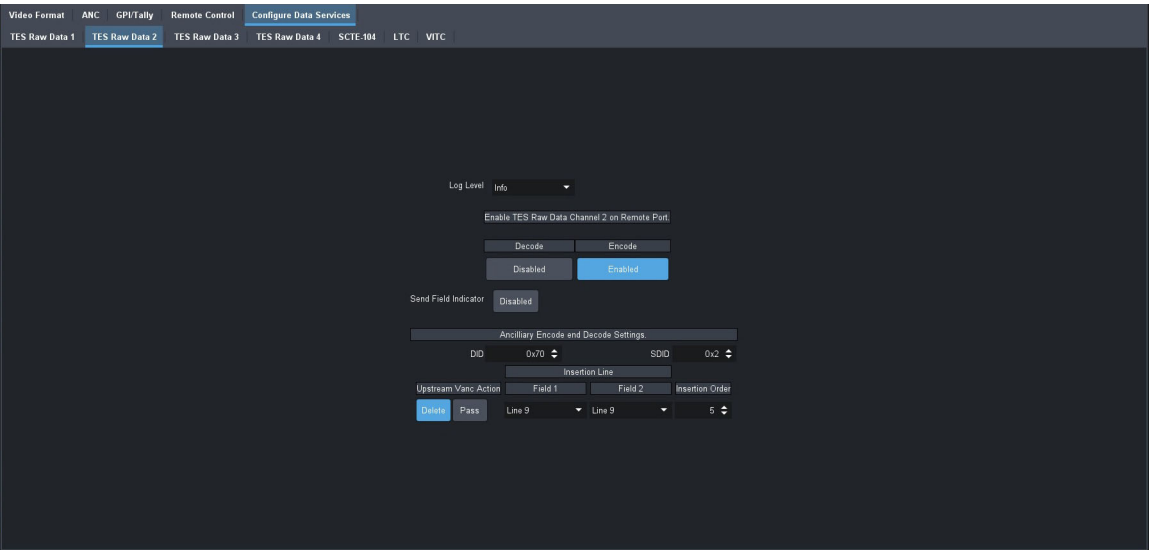 Video Format ANC GPI/Tally Remote Control Configure Data Services
TES Raw Data 1 TES Raw Data 2 TES Raw Data 3 TES Raw Data 4 SCTE-104 LTC VITC
Log Level Info
Enable TES Raw Data Channel 2 on Remote Port.
Decode Encode
Disabled Enabled
Send Field Indicator Disabled
Ancilliary Encode end Decode Settings.
DID 0x70 SDID 0x2
Insertion Line
Upstream Vanc Action Field 1 Field 2 Insertion Order
Delete Pass Line 9 Line 9 5